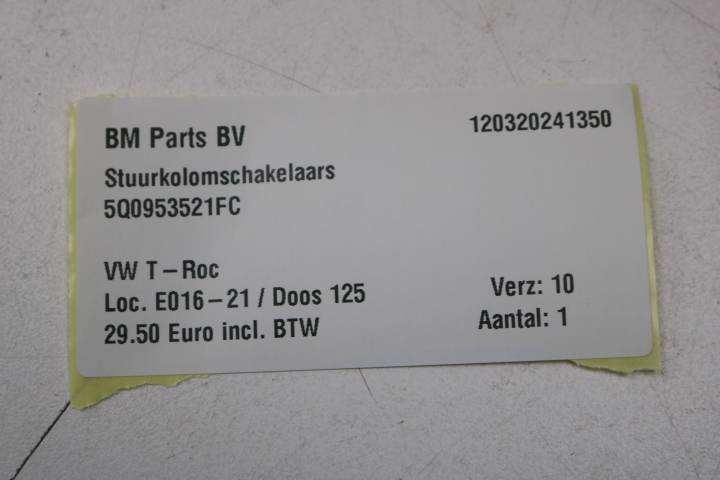 BM Parts BV
120320241350
Stuurkolomschakelaars
5Q0953521FC
VW T-Roc
Loc. E016-21 / Doos 125
Verz: 10
29.50 Euro incl. BTW
Aantal: 1